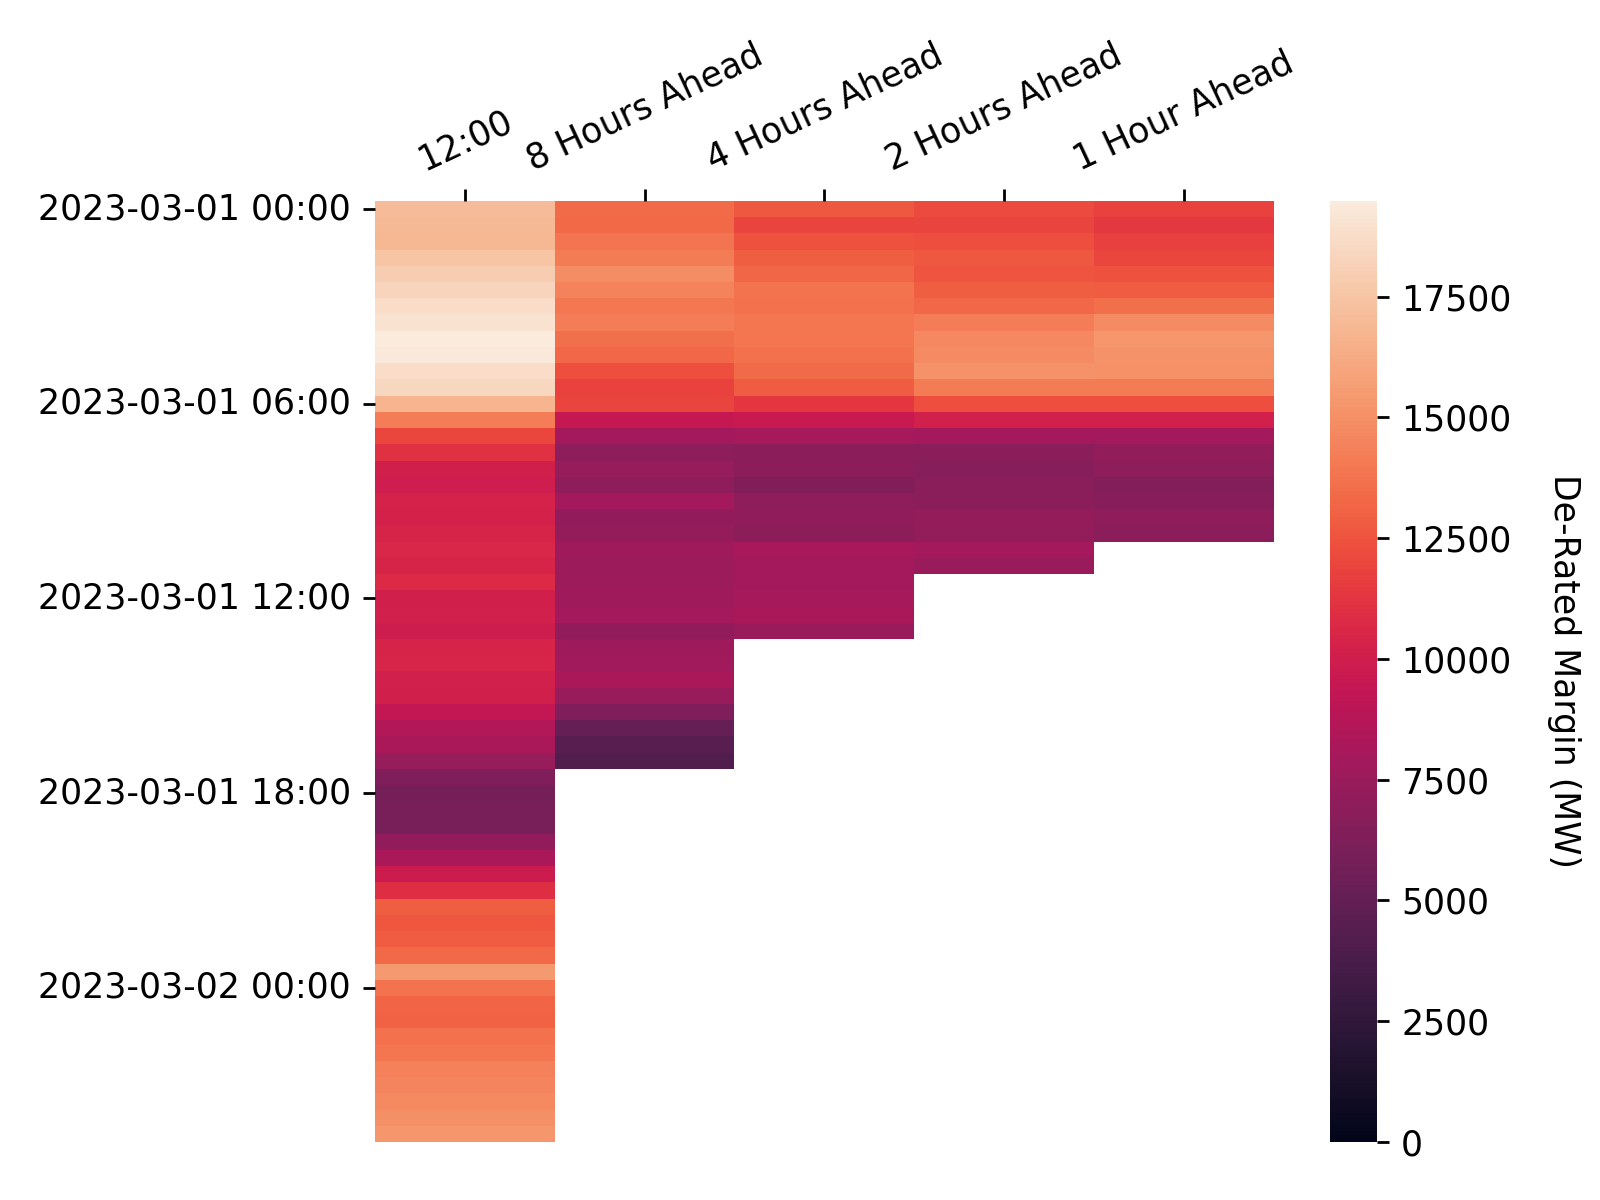 12:00
8 Hours Ahead
4 Hours Ahead
2 Hours Ahead
1 Hour Ahead
2023-03-01 00:00
2023-03-01 06:00
2023-03-01 12:00
2023-03-01 18:00
2023-03-02 00:00
17500
15000
12500
10000
7500
5000
2500
0
De-Rated Margin (MW)